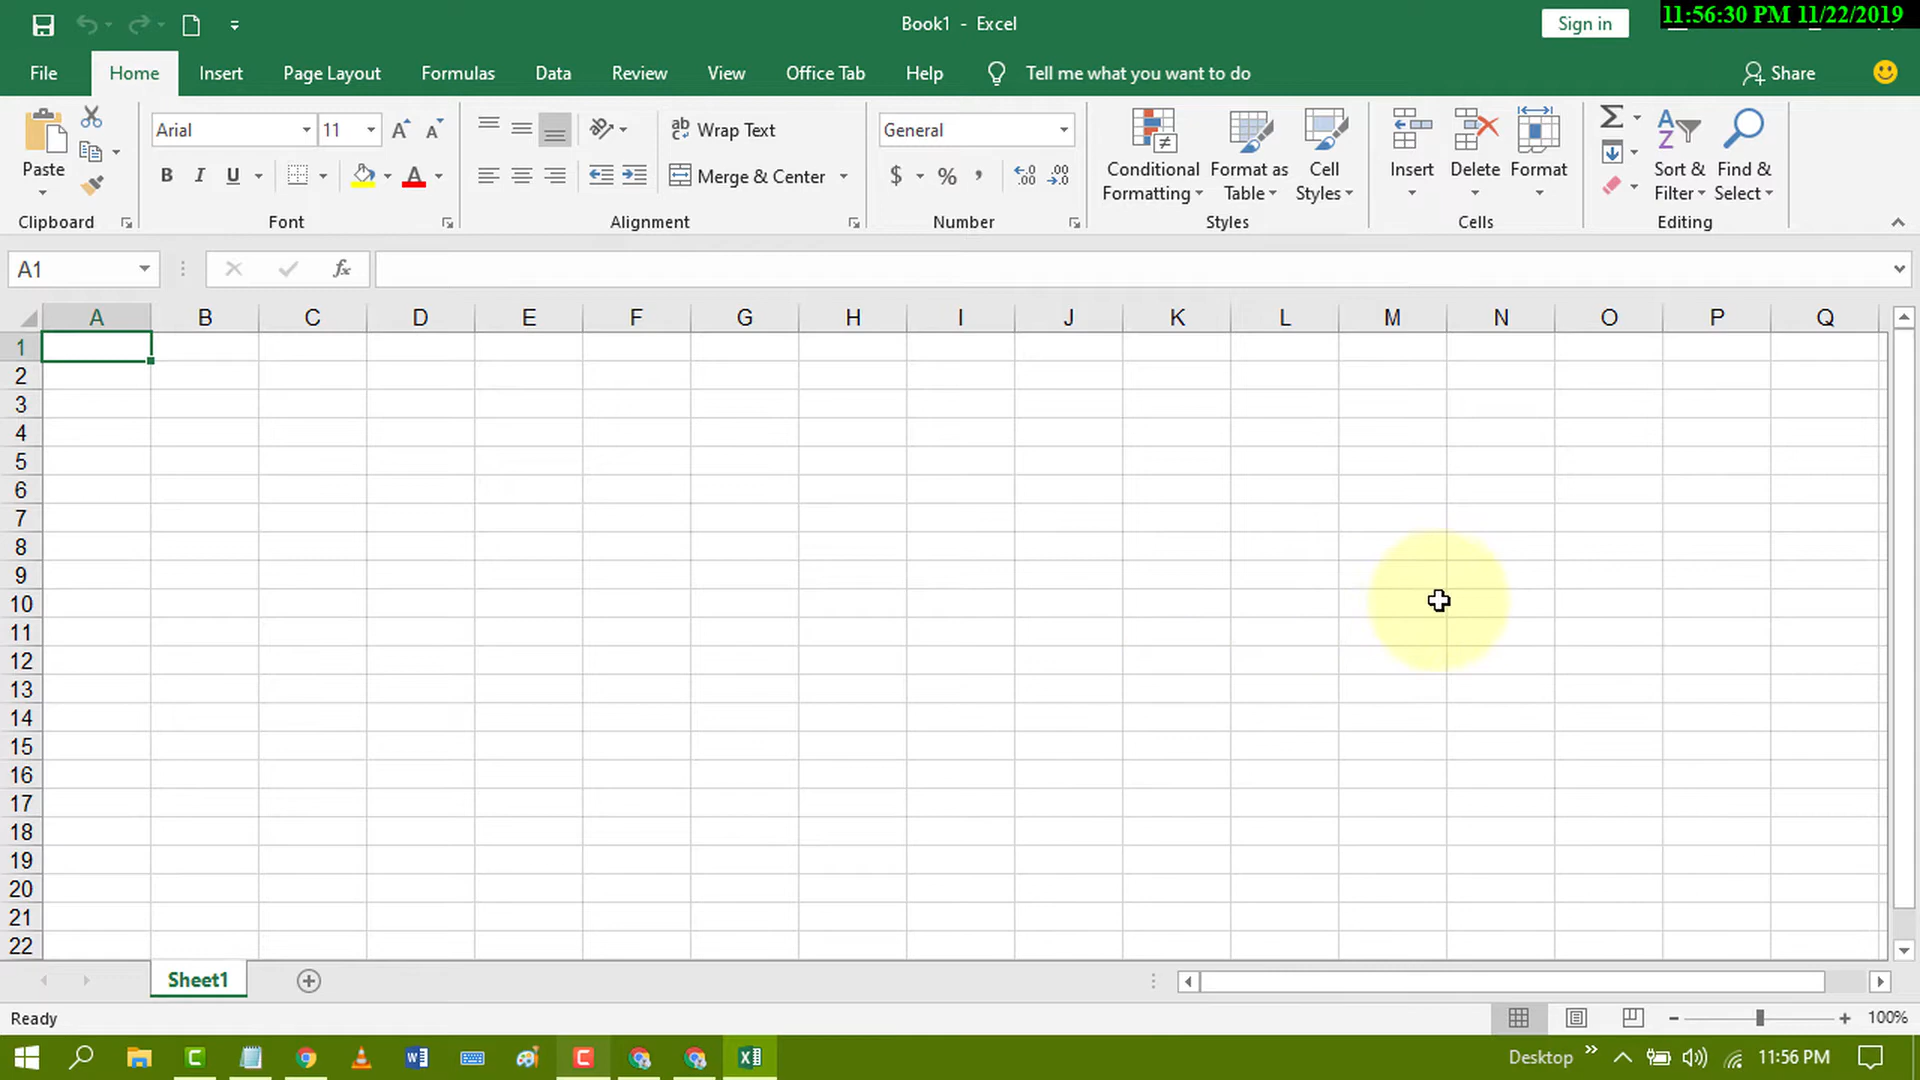 Book1 - Excel
Sign in
11:56:30 PM 11/22/2019
File Home Insert Page Layout Formulas Data Review View Office Tab Help Tell me what you want to do Share
Paste
Clipboard
Arial 11
B I U A
Font
ab Wrap Text
Merge & Center
Alignment
General
$ % ,
Number
Conditional Formatting
Format as Table
Cell Styles
Styles
Insert Delete Format
Cells
Sort & Filter
Find & Select
Editing
A1 fx
A B C D E F G H I J K L M N O P Q
1
2
3
4
5
6
7
8
9
10
11
12
13
14
15
16
17
18
19
20
21
22
Sheet1
Ready 100%
Desktop 11:56 PM